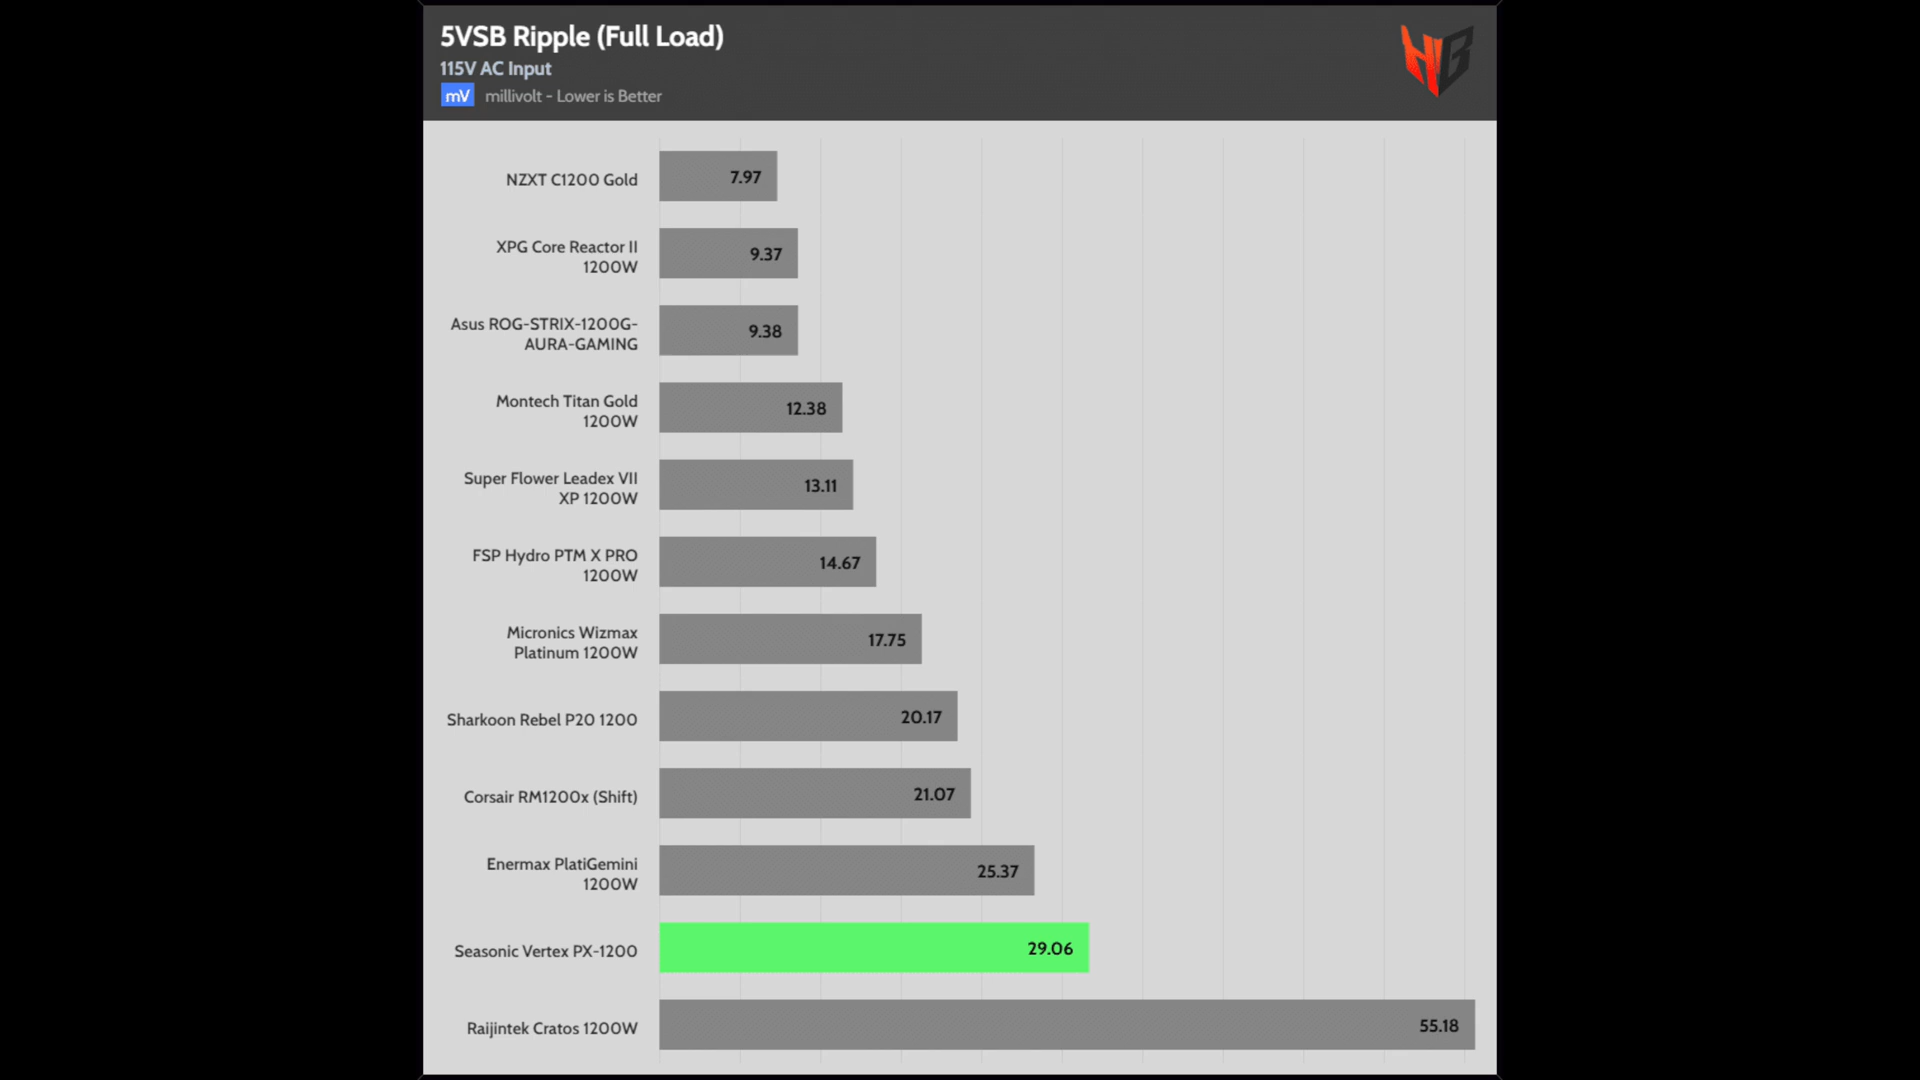 5VSB Ripple (Full Load)
115V AC Input
mV millivolt - Lower is Better
NZXT C1200 Gold 7.97
XPG Core Reactor II
1200W 9.37
Asus ROG-STRIX-1200G-
AURA-GAMING 9.38
Montech Titan Gold
1200W 12.38
Super Flower Leadex VII
XP 1200W 13.11
FSP Hydro PTM X PRO
1200W 14.67
Micronics Wizmax
Platinum 1200W 17.75
Sharkoon Rebel P20 1200 20.17
Corsair RM1200x (Shift) 21.07
Enermax PlatiGemini
1200W 25.37
Seasonic Vertex PX-1200 29.06
Raijintek Cratos 1200W 55.18